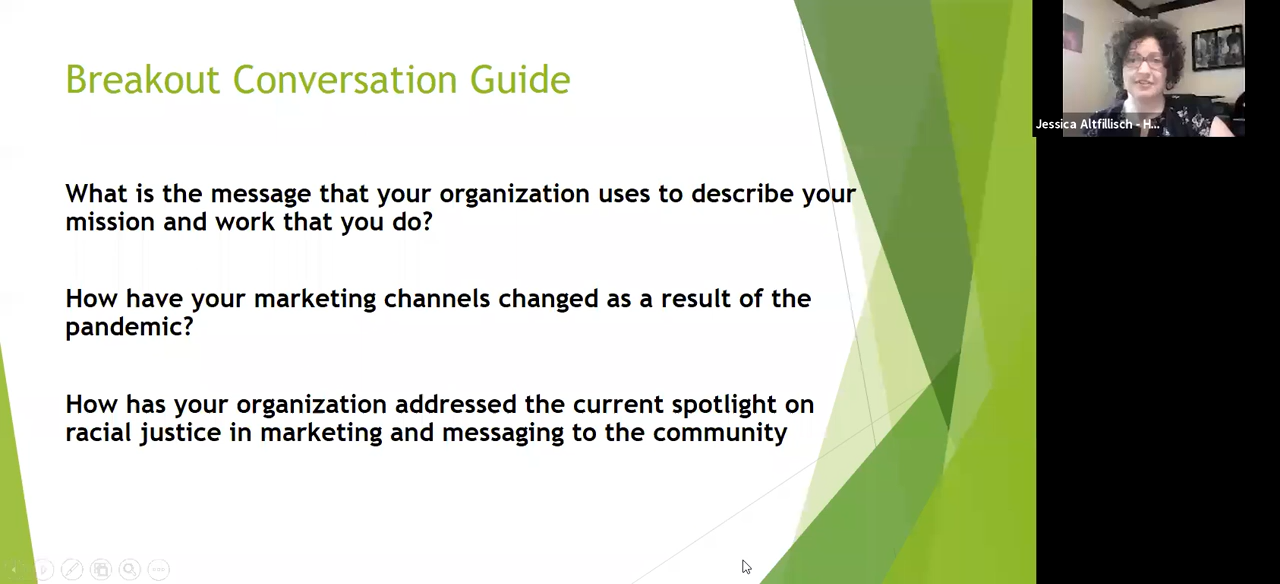 Breakout Conversation Guide
What is the message that your organization uses to describe your
mission and work that you do?
How have your marketing channels changed as a result of the
pandemic?
How has your organization addressed the current spotlight on
racial justice in marketing and messaging to the community
Jessica Altfillisch - H...